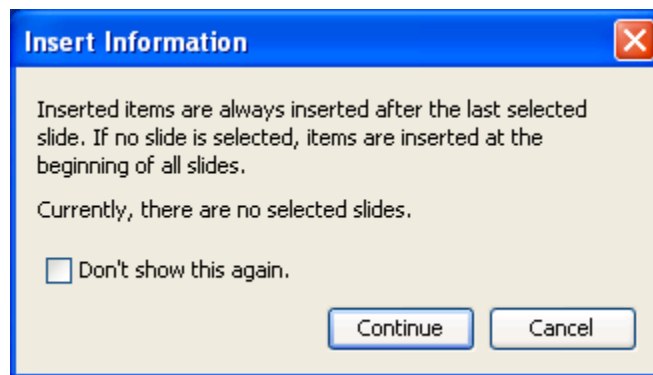 Insert Information
Inserted items are always inserted after the last selected
slide. If no slide is selected, items are inserted at the
beginning of all slides.
Currently, there are no selected slides.
Don't show this again.
Continue Cancel